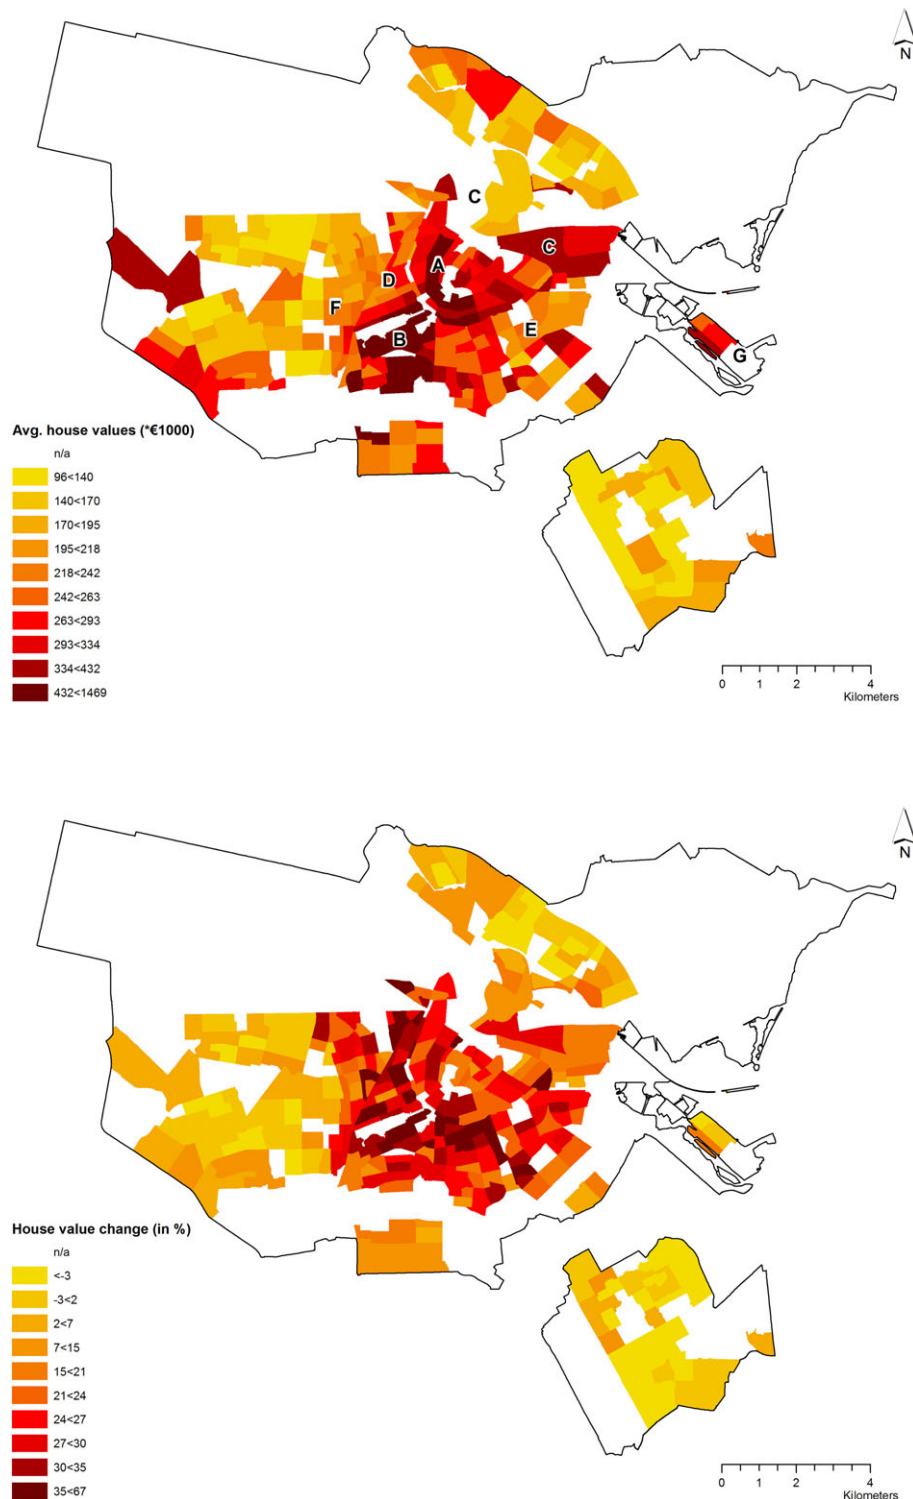 N
C
C
A
D
F
E
B
G
Avg. house values (*€1000)
n/a
96<140
140<170
170<195
195<218
218<242
242<263
263<293
293<334
334<432
432<1469
0 1 2 4
Kilometers
N
House value change (in %)
n/a
<-3
-3<2
2<7
7<15
15<21
21<24
24<27
27<30
30<35
35<67
0 1 2 4
Kilometers